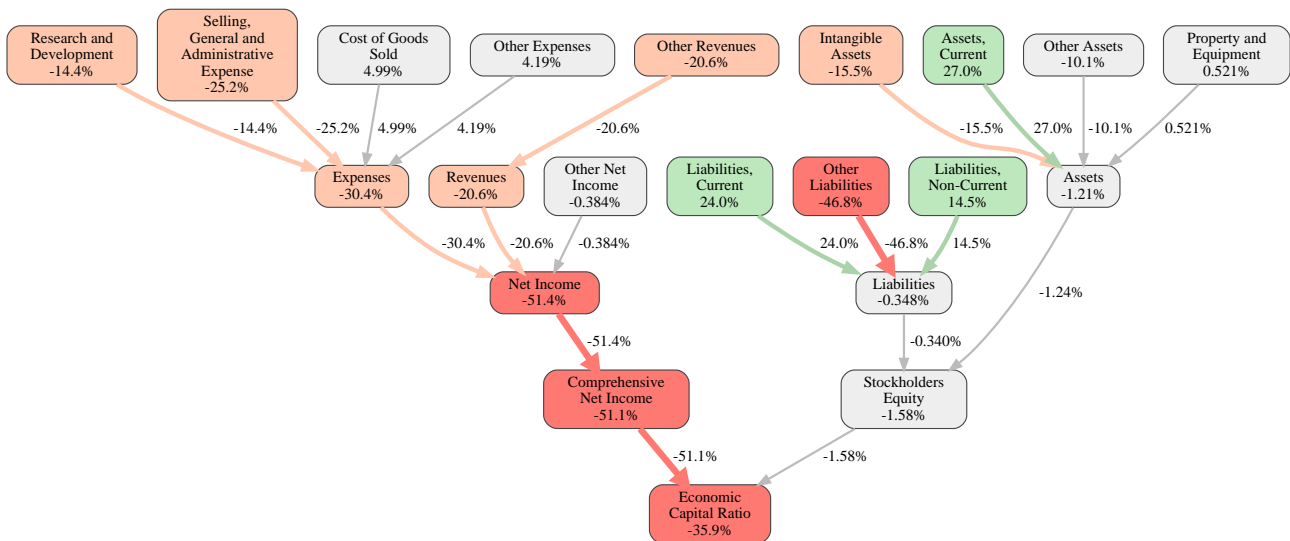 Research and
Development
-14.4%
Selling,
General and
Administrative
Expense
-25.2%
Cost of Goods
Sold
4.99%
Other Expenses
4.19%
Other Revenues
-20.6%
Intangible
Assets
-15.5%
Assets,
Current
27.0%
Other Assets
-10.1%
Property and
Equipment
0.521%
-14.4%
-25.2%
4.99%
4.19%
-20.6%
-15.5%
27.0%
-10.1%
0.521%
Expenses
-30.4%
Revenues
-20.6%
Other Net
Income
-0.384%
Liabilities,
Current
24.0%
Other
Liabilities
-46.8%
Liabilities,
Non-Current
14.5%
Assets
-1.21%
-30.4%
-20.6%
-0.384%
24.0%
-46.8%
14.5%
-1.24%
Net Income
-51.4%
Liabilities
-0.348%
-51.4%
-0.340%
Comprehensive
Net Income
-51.1%
Stockholders
Equity
-1.58%
-51.1%
-1.58%
Economic
Capital Ratio
-35.9%